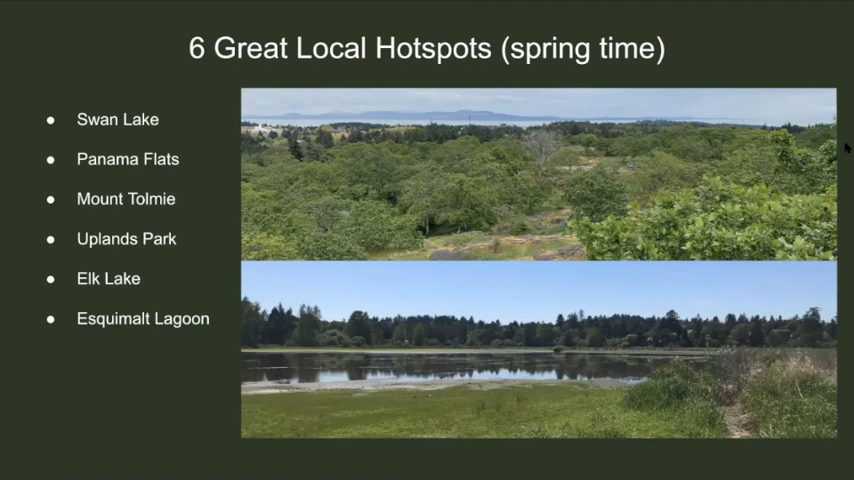 6 Great Local Hotspots (spring time)
● Swan Lake
● Panama Flats
● Mount Tolmie
● Uplands Park
● Elk Lake
● Esquimalt Lagoon